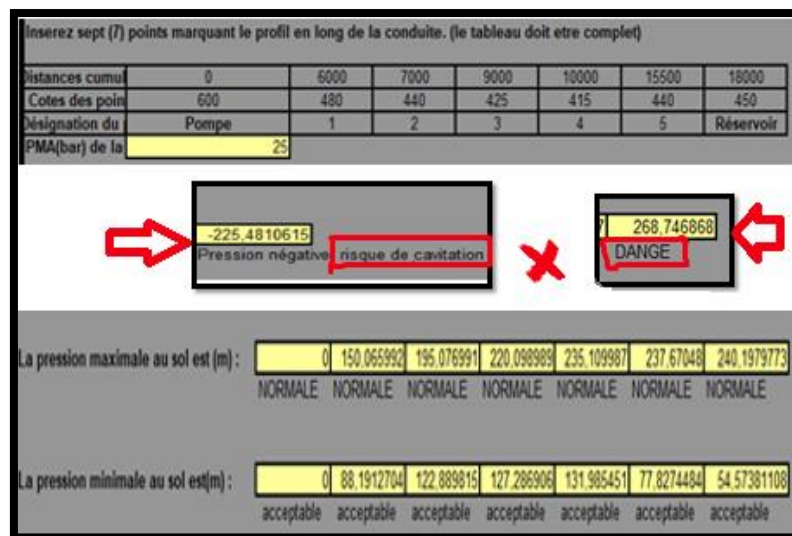 Inserez sept (7) points marquant le profil en long de la conduite. (le tableau doit etre complet)
Distances cumul 0 6000 7000 9000 10000 15500 18000
Cotes des poin 600 480 440 425 415 440 450
Désignation du Pompe 1 2 3 4 5 Réservoir
PMA(bar) de la 25
-225,4810615
Pression négative risque de cavitation
7 268,746868
DANGE
La pression maximale au sol est (m) : 0 150,065992 195,076991 220,098989 235,109987 237,67048 240,1979773
NORMALE NORMALE NORMALE NORMALE NORMALE NORMALE NORMALE
La pression minimale au sol est(m) : 0 88,1912704 122,889815 127,286906 131,985451 77,8274484 54,57381108
acceptable acceptable acceptable acceptable acceptable acceptable acceptable